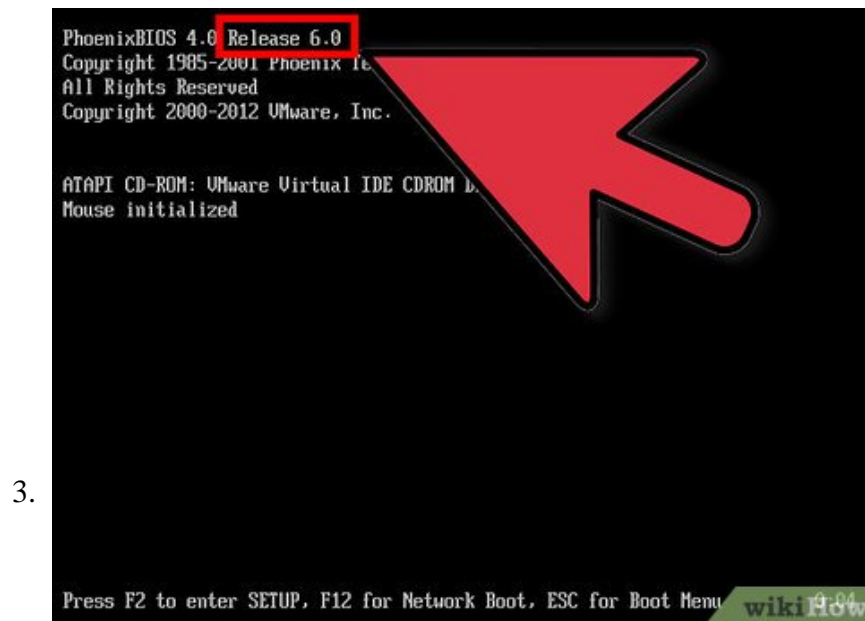 PhoenixBIOS 4.0 Release 6.0
Copyright 1985-2001 Phoenix Te
All Rights Reserved
Copyright 2000-2012 VMware, Inc.
ATAPI CD-ROM: VMware Virtual IDE CDROM D
Mouse initialized
3.
Press F2 to enter SETUP, F12 for Network Boot, ESC for Boot Menu
wikiHow